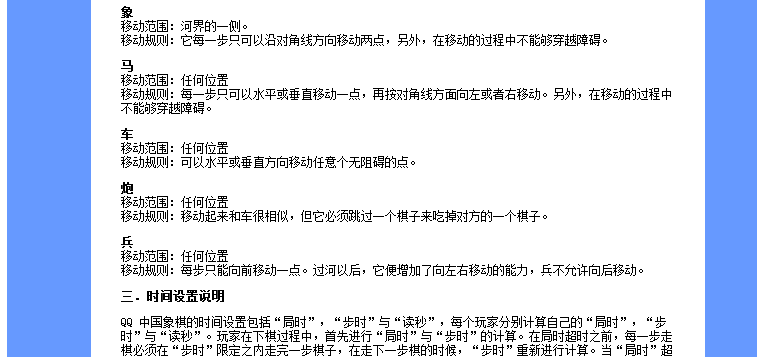 象
移动范围：河界的一侧。
移动规则：它每一步只可以沿对角线方向移动两点，另外，在移动的过程中不能够穿越障碍。
马
移动范围：任何位置
移动规则：每一步只可以水平或垂直移动一点，再按对角线方面向左或者右移动。另外，在移动的过程中
不能够穿越障碍。
车
移动范围：任何位置
移动规则：可以水平或垂直方向移动任意个无阻碍的点。
炮
移动范围：任何位置
移动规则：移动起来和车很相似，但它必须跳过一个棋子来吃掉对方的一个棋子。
兵
移动范围：任何位置
移动规则：每步只能向前移动一点。过河以后，它便增加了向左右移动的能力，兵不允许向后移动。
三．时间设置说明
QQ 中国象棋的时间设置包括“局时”，“步时”与“读秒”，每个玩家分别计算自己的“局时”，“步
时”与“读秒”。玩家在下棋过程中，首先进行“局时”与“步时”的计算。在局时超时之前，每一步走
棋必须在“步时”限定之内走完一步棋子，在走下一步棋的时候，“步时”重新进行计算。当“局时”超